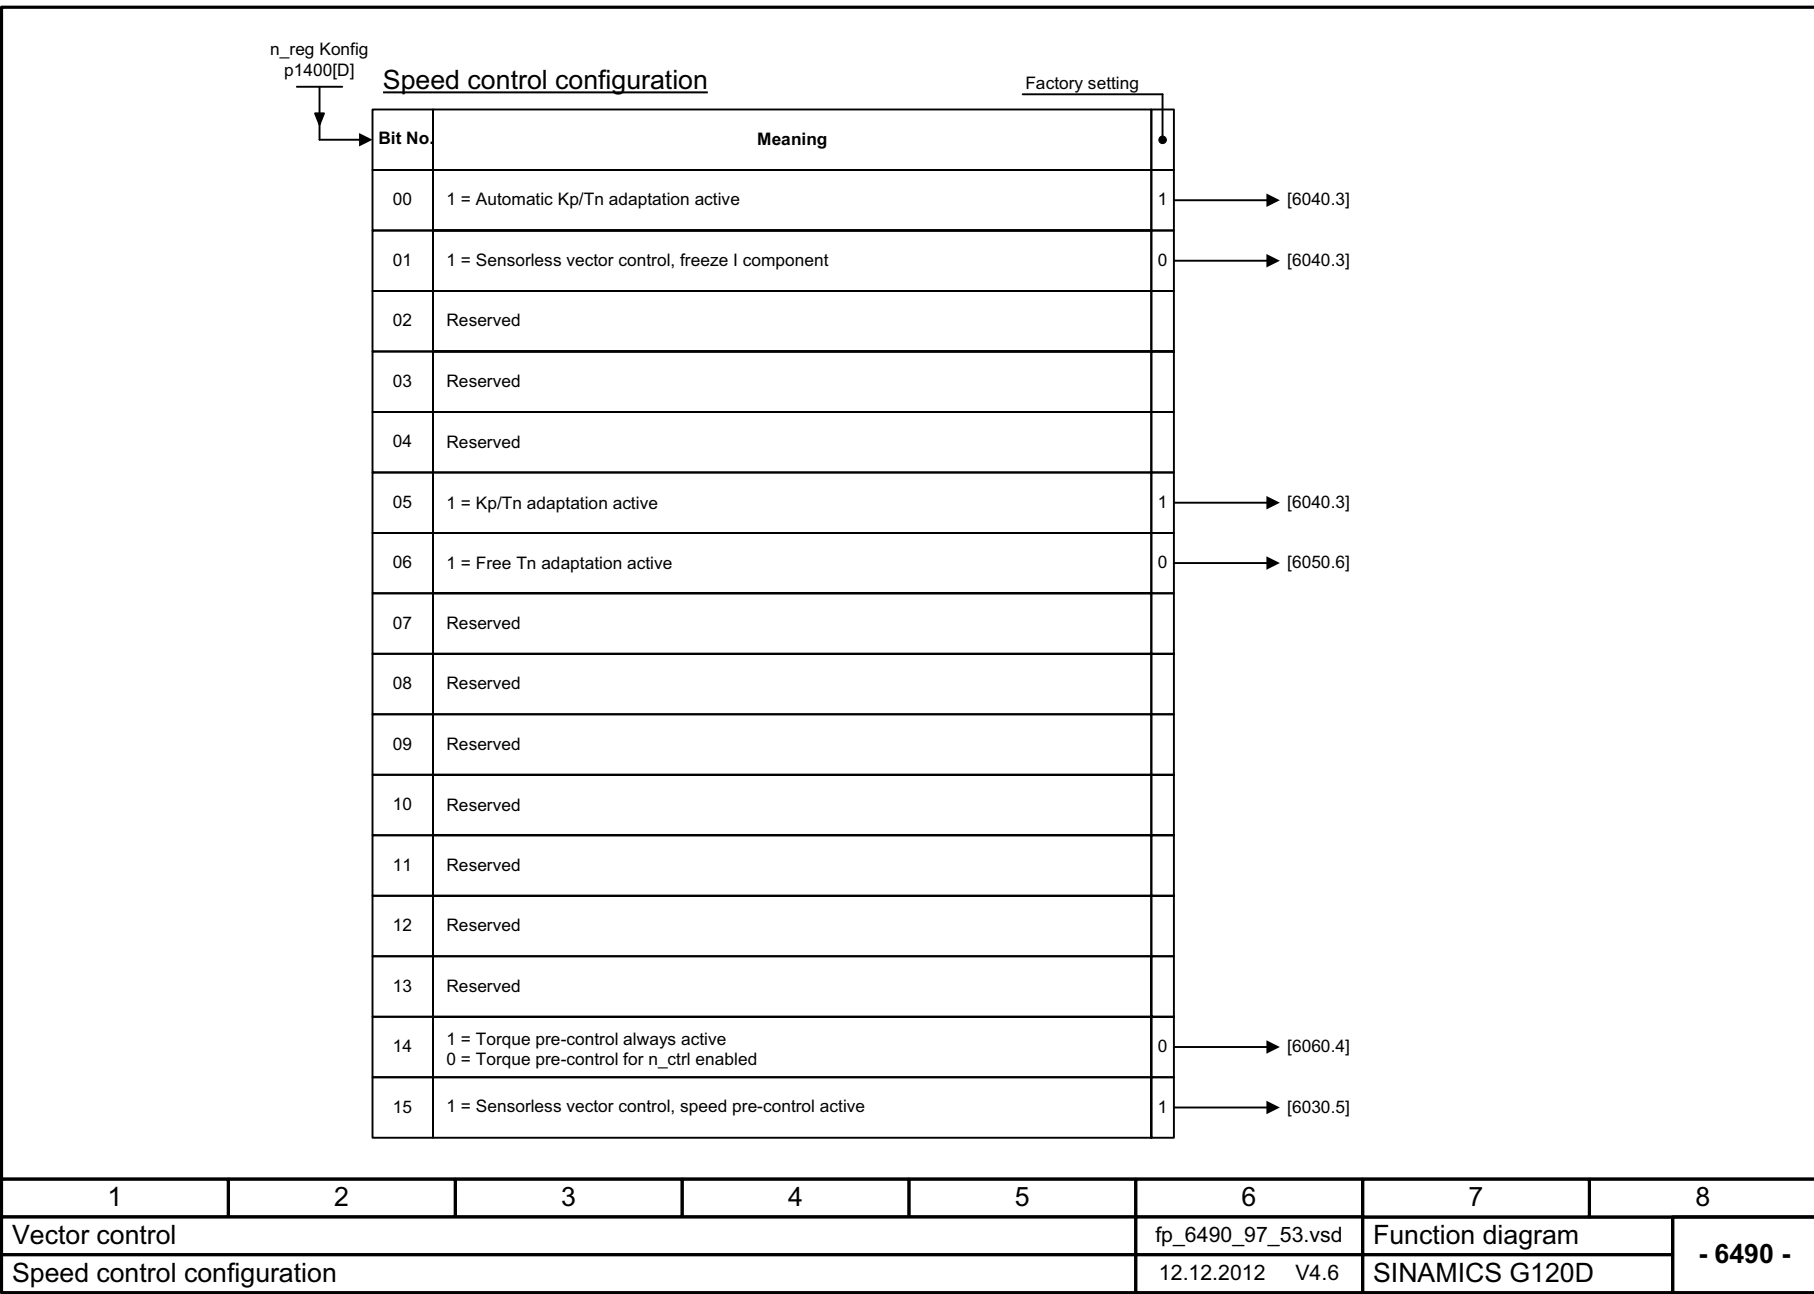 n_reg Konfig
p1400[D]
Speed control configuration
Factory setting
Bit No. Meaning
00 1 = Automatic Kp/Tn adaptation active 1 [6040.3]
01 1 = Sensorless vector control, freeze I component 0 [6040.3]
02 Reserved
03 Reserved
04 Reserved
05 1 = Kp/Tn adaptation active 1 [6040.3]
06 1 = Free Tn adaptation active 0 [6050.6]
07 Reserved
08 Reserved
09 Reserved
10 Reserved
11 Reserved
12 Reserved
13 Reserved
14 1 = Torque pre-control always active
0 = Torque pre-control for n_ctrl enabled 0 [6060.4]
15 1 = Sensorless vector control, speed pre-control active 1 [6030.5]
1 2 3 4 5 6 7 8
Vector control fp_6490_97_53.vsd Function diagram
- 6490 -
Speed control configuration 12.12.2012 V4.6 SINAMICS G120D